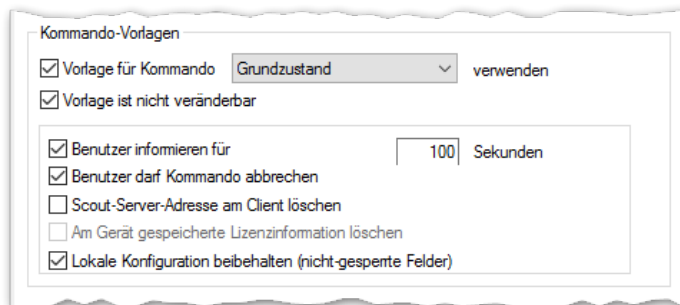 Kommando-Vorlagen
Vorlage für Kommando Grundzustand verwenden
Vorlage ist nicht veränderbar
Benutzer informieren für 100 Sekunden
Benutzer darf Kommando abbrechen
Scout-Server-Adresse am Client löschen
Am Gerät gespeicherte Lizenzinformation löschen
Lokale Konfiguration beibehalten (nicht-gesperrte Felder)